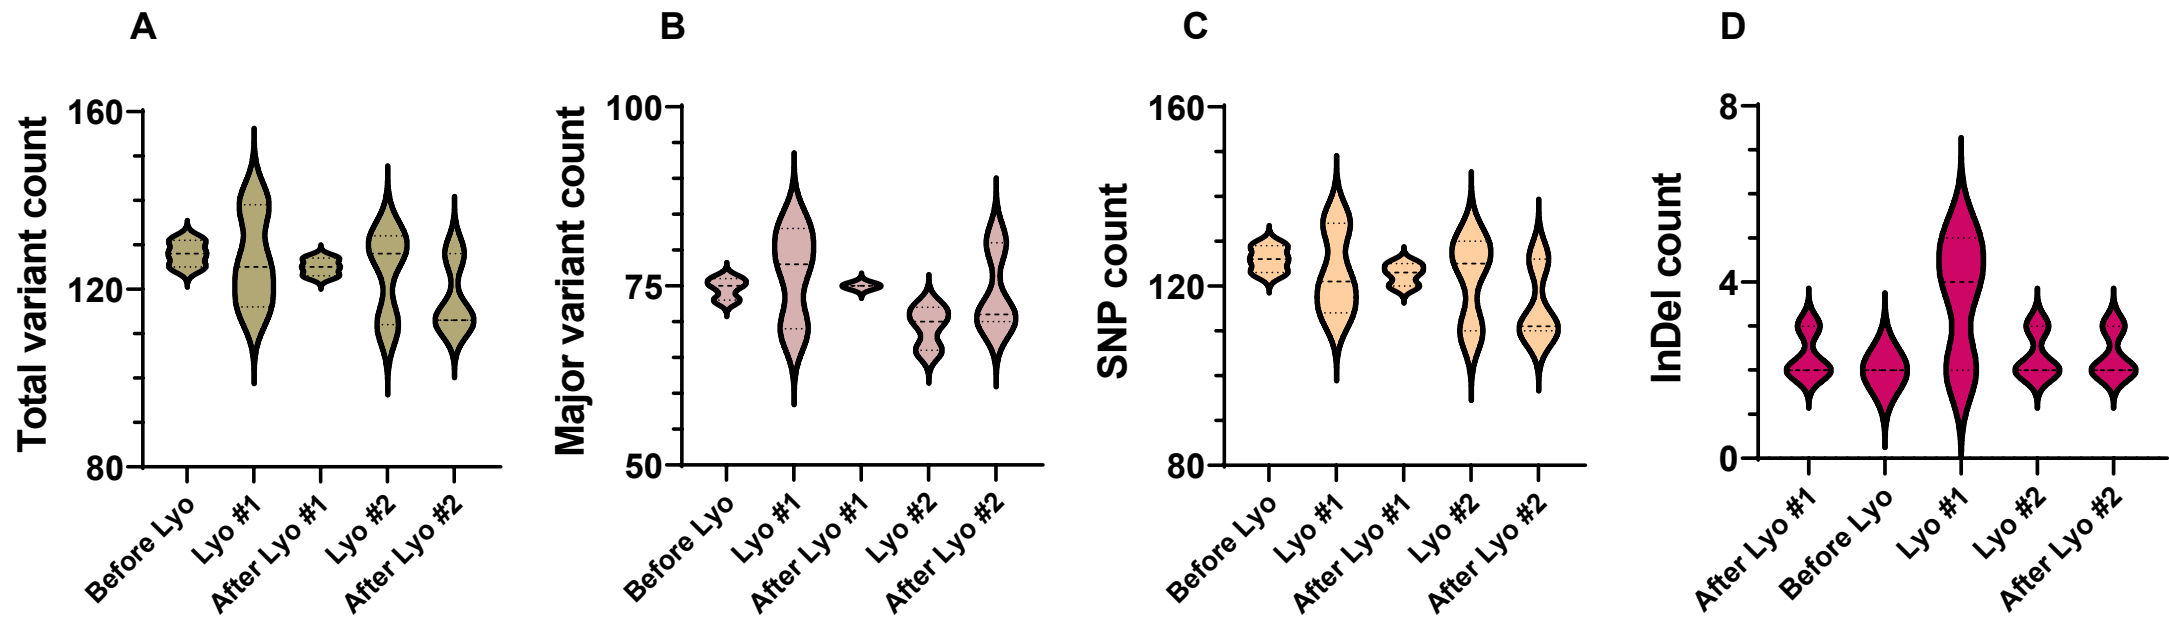 A
Total variant count
160
120
80
Before Lyo
Lyo #1
After Lyo #1
Lyo #2
After Lyo #2
B
Major variant count
100
75
50
Before Lyo
Lyo #1
After Lyo #1
Lyo #2
After Lyo #2
C
SNP count
160
120
80
Before Lyo
Lyo #1
After Lyo #1
Lyo #2
After Lyo #2
D
InDel count
8
4
0
After Lyo #1
Before Lyo
Lyo #1
Lyo #2
After Lyo #2